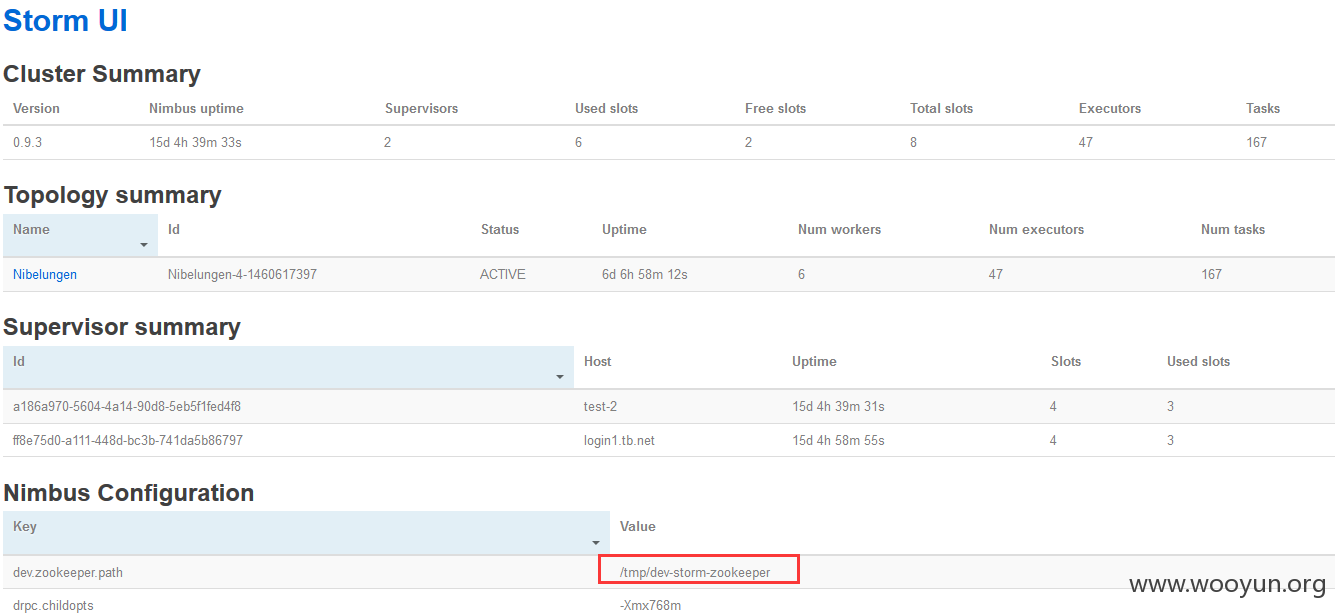 Storm UI
Cluster Summary
Version Nimbus uptime Supervisors Used slots Free slots Total slots Executors Tasks
0.9.3 15d 4h 39m 33s 2 6 2 8 47 167
Topology summary
Name Id Status Uptime Num workers Num executors Num tasks
Nibelungen Nibelungen-4-1460617397 ACTIVE 6d 6h 58m 12s 6 47 167
Supervisor summary
Id Host Uptime Slots Used slots
a186a970-5604-4a14-90d8-5eb5f1fed4f8 test-2 15d 4h 39m 31s 4 3
ff8e75d0-a111-448d-bc3b-741da5b86797 login1.tb.net 15d 4h 58m 55s 4 3
Nimbus Configuration
Key Value
dev.zookeeper.path /tmp/dev-storm-zookeeper
www.wooyun.org
drpc.childopts -Xmx768m